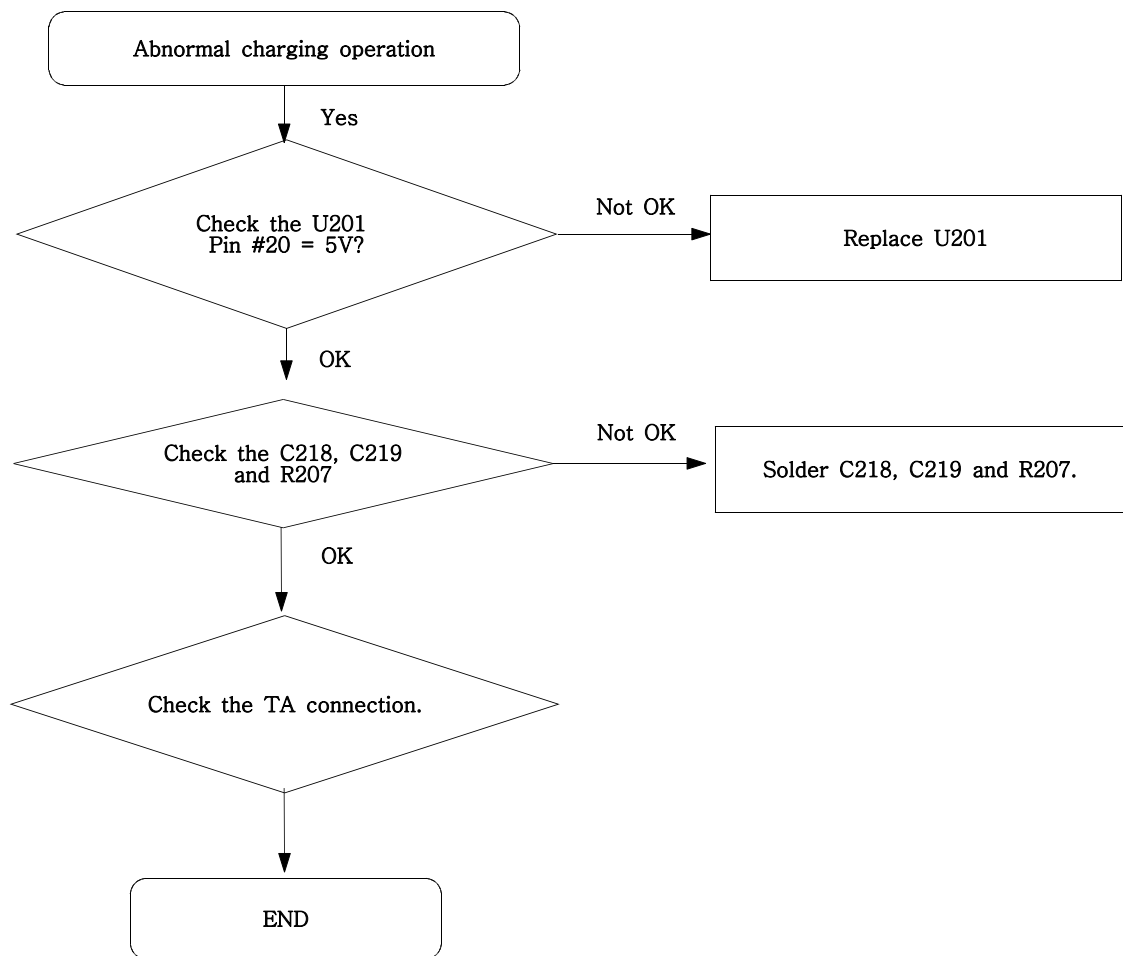 Abnormal charging operation
Yes
Check the U201
Pin #20 = 5V?
Not OK
Replace U201
OK
Check the C218, C219
and R207
Not OK
Solder C218, C219 and R207.
OK
Check the TA connection.
END